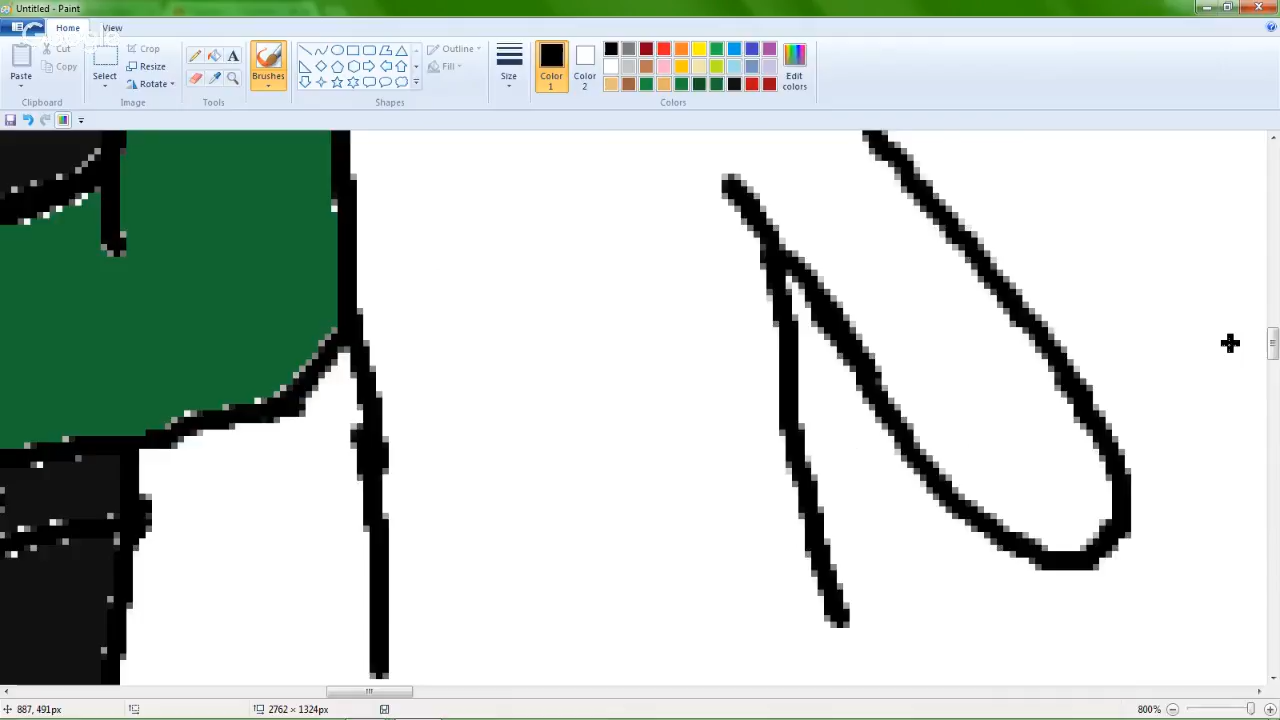 Untitled - Paint
Home View
Paste
Cut
Copy
Clipboard
Select
Crop
Resize
Rotate
Image
A
Tools
Brushes
Shapes
Outline
Fill
Size
Color 1
Color 2
Edit colors
Colors
887, 491px
2762 × 1324px
800%